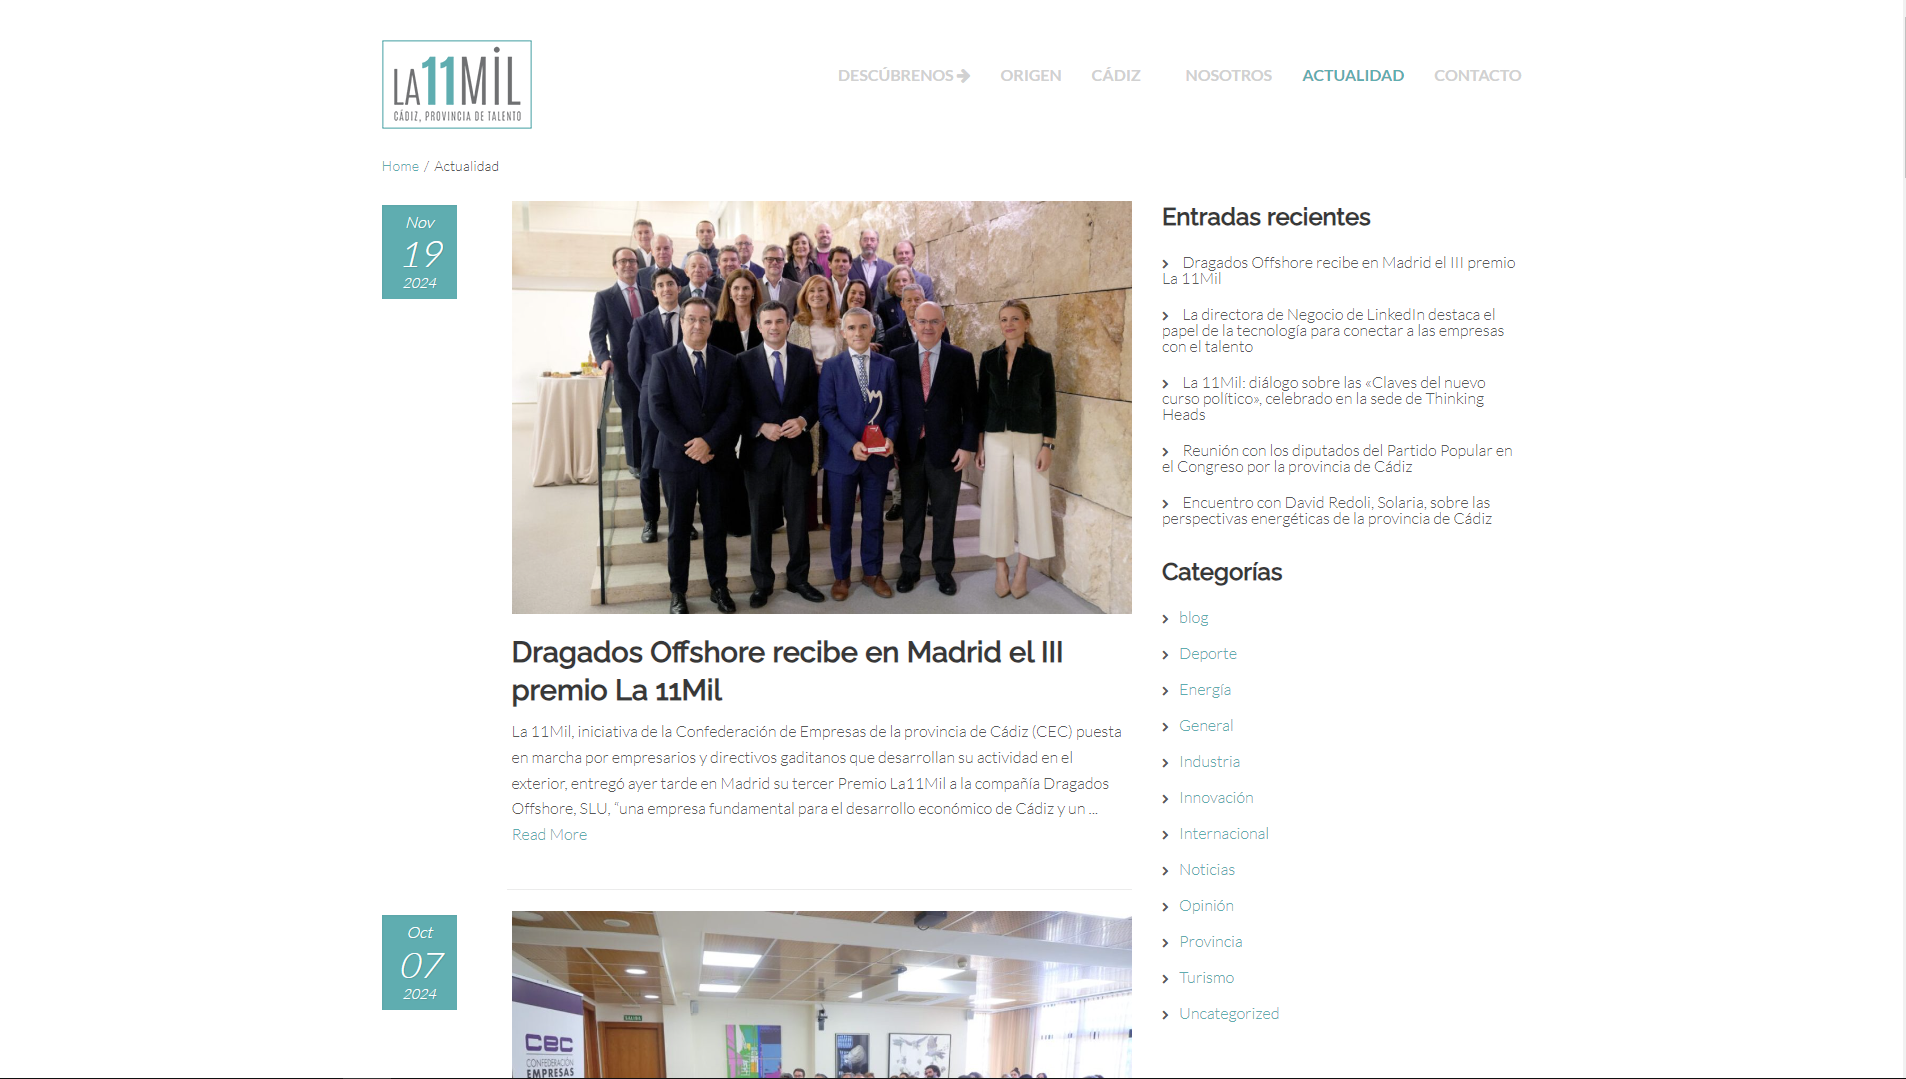 LA11MIL
CÁDIZ, PROVINCIA DE TALENTO
DESCÚBRENOS
ORIGEN
CÁDIZ
NOSOTROS
ACTUALIDAD
CONTACTO
Home / Actualidad
Nov
19
2024
Dragados Offshore recibe en Madrid el III
premio La 11Mil
La 11Mil, iniciativa de la Confederación de Empresas de la provincia de Cádiz (CEC) puesta
en marcha por empresarios y directivos gaditanos que desarrollan su actividad en el
exterior, entregó ayer tarde en Madrid su tercer Premio La11Mil a la compañía Dragados
Offshore, SLU, “una empresa fundamental para el desarrollo económico de Cádiz y un ...
Read More
Oct
07
2024
SALIDA
cec
CONFEDERACIÓN
EMPRESAS
Entradas recientes
Dragados Offshore recibe en Madrid el III premio
La 11Mil
La directora de Negocio de LinkedIn destaca el
papel de la tecnología para conectar a las empresas
con el talento
La 11Mil: diálogo sobre las «Claves del nuevo
curso político», celebrado en la sede de Thinking
Heads
Reunión con los diputados del Partido Popular en
el Congreso por la provincia de Cádiz
Encuentro con David Redoli, Solaria, sobre las
perspectivas energéticas de la provincia de Cádiz
Categorías
blog
Deporte
Energía
General
Industria
Innovación
Internacional
Noticias
Opinión
Provincia
Turismo
Uncategorized